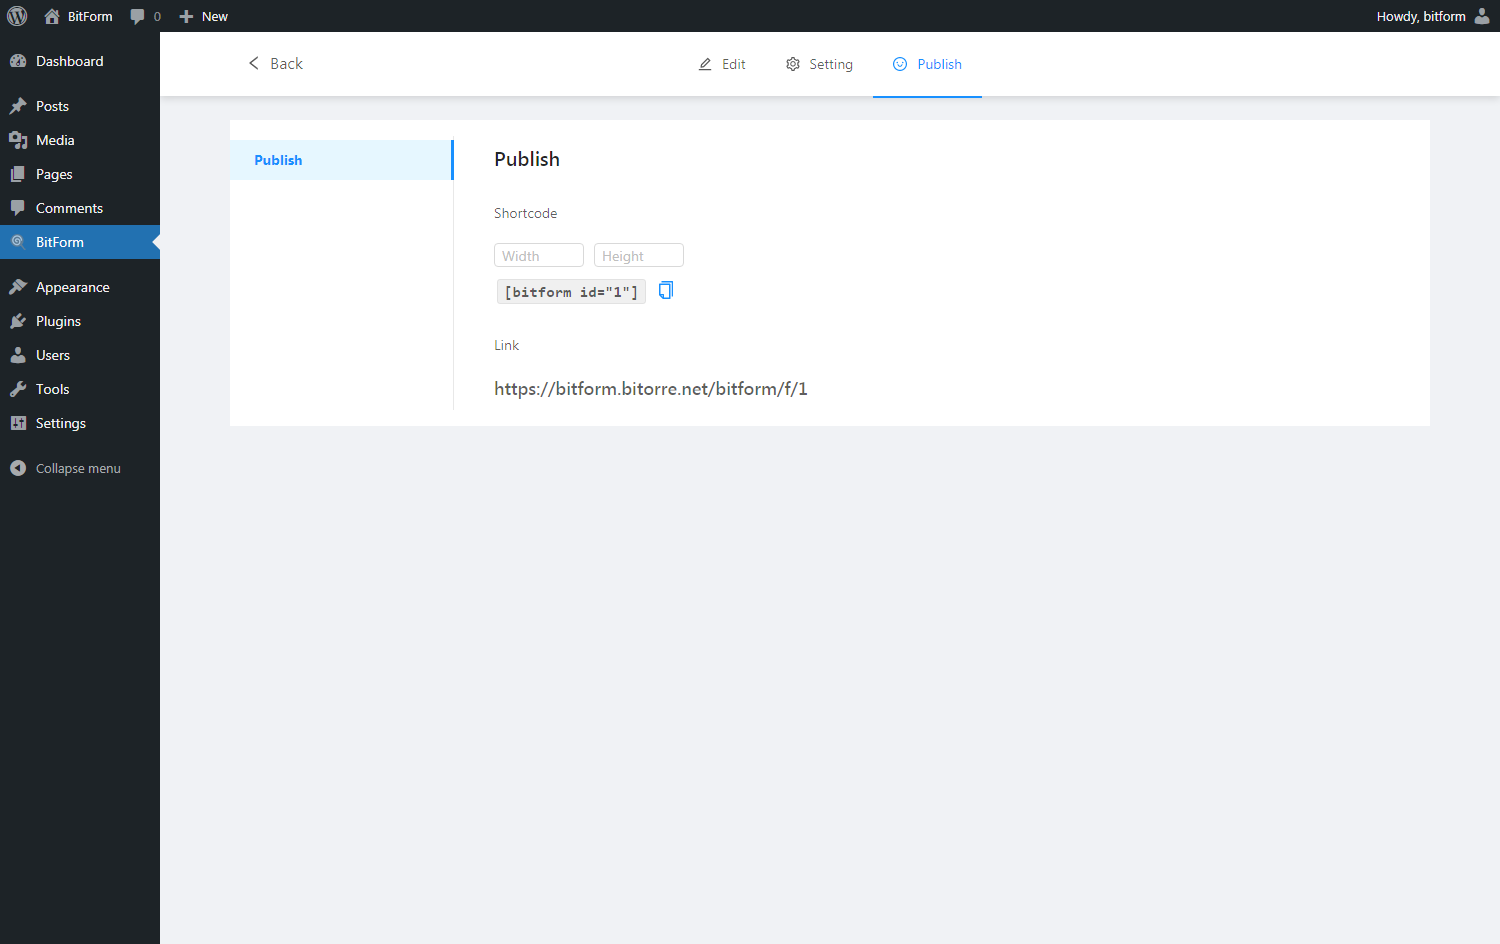 BitForm 0 New Howdy, bitform
Dashboard
Posts
Media
Pages
Comments
BitForm
Appearance
Plugins
Users
Tools
Settings
Collapse menu
Back Edit Setting Publish
Publish
Publish
Shortcode
Width Height
[bitform id="1"]
Link
https://bitform.bitorre.net/bitform/f/1